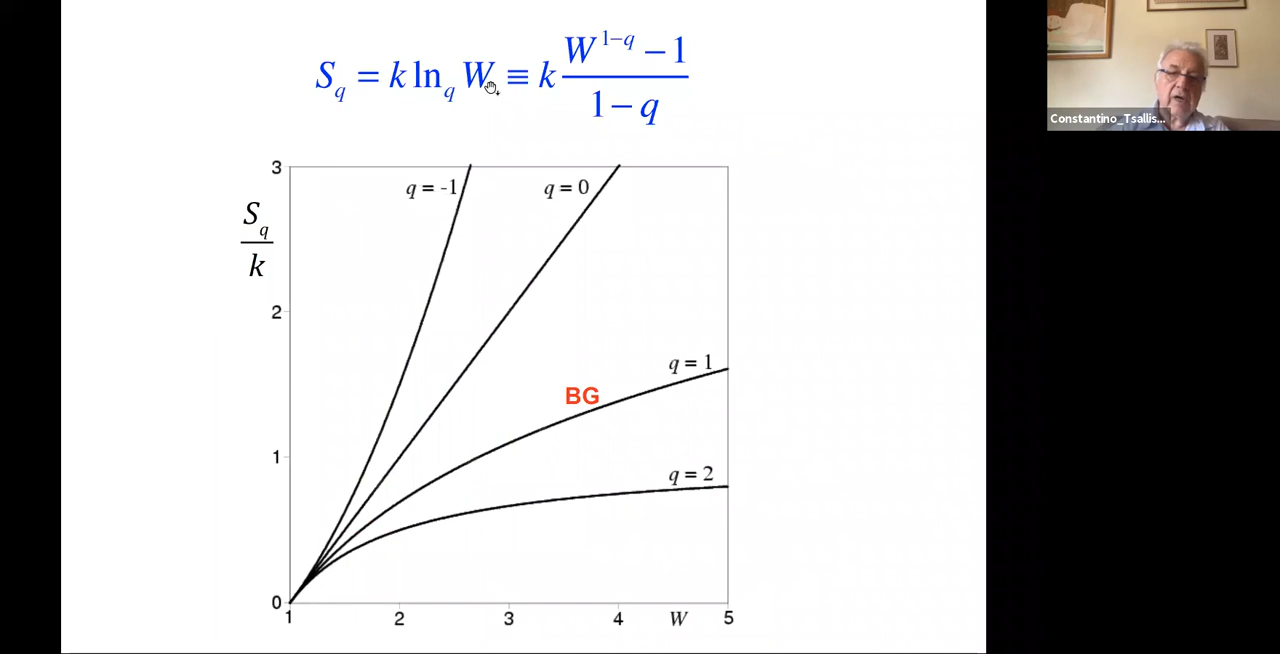 S_q = k ln_q W ≡ k (W^{1−q} − 1)/(1 − q)
Constantino_Tsallis...
3
q = -1
q = 0
S_q/k
2
q = 1
BG
1
q = 2
0
1 2 3 4 W 5